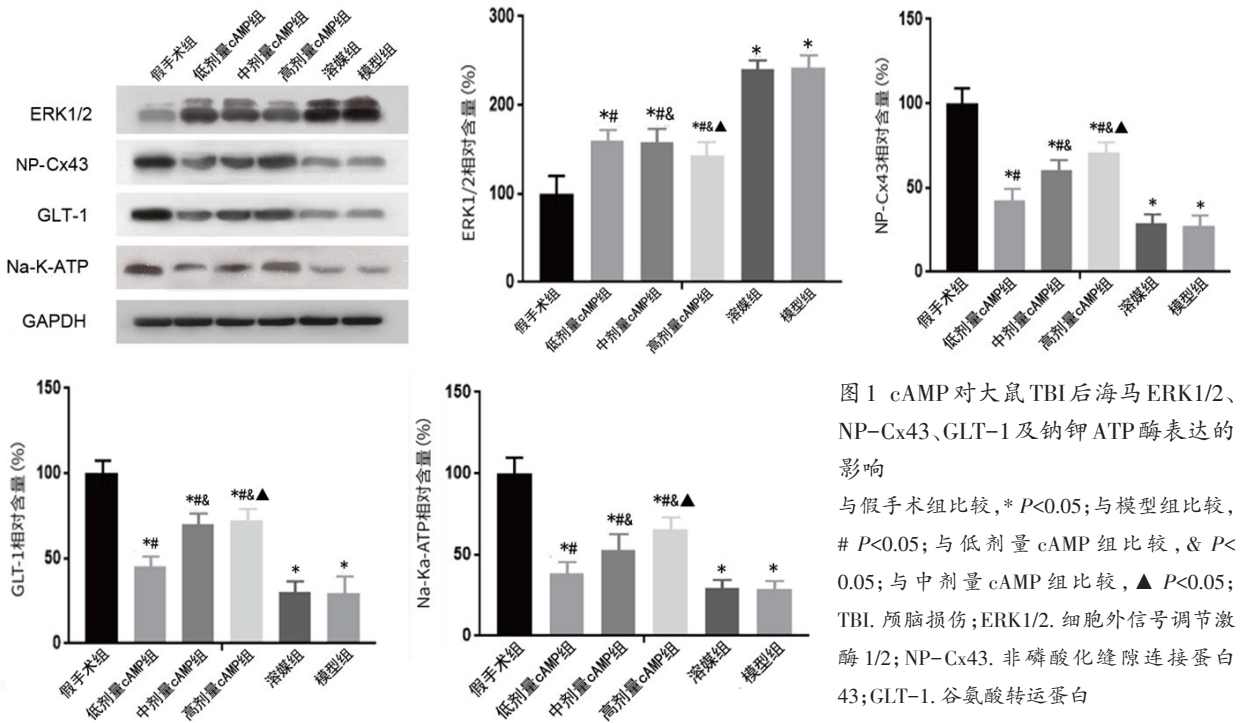 假手术组
低剂量cAMP组
中剂量cAMP组
高剂量cAMP组
溶媒组
模型组
ERK1/2
NP-Cx43
GLT-1
Na-K-ATP
GAPDH
ERK1/2相对含量(%)
300
200
100
0
*#
*#&
*#&▲
*
*
假手术组
低剂量cAMP组
中剂量cAMP组
高剂量cAMP组
溶媒组
模型组
NP-Cx43相对含量(%)
150
100
50
0
*#
*#&
*#&▲
*
*
假手术组
低剂量cAMP组
中剂量cAMP组
高剂量cAMP组
溶媒组
模型组
GLT-1相对含量(%)
150
100
50
0
*#
*#&
*#&▲
*
*
假手术组
低剂量cAMP组
中剂量cAMP组
高剂量cAMP组
溶媒组
模型组
Na-Ka-ATP相对含量(%)
150
100
50
0
*#
*#&
*#&▲
*
*
假手术组
低剂量cAMP组
中剂量cAMP组
高剂量cAMP组
溶媒组
模型组
图1 cAMP对大鼠TBI后海马ERK1/2、
NP-Cx43、GLT-1及钠钾ATP酶表达的
影响
与假手术组比较,* P<0.05;与模型组比较,
# P<0.05;与低剂量cAMP组比较,& P<
0.05;与中剂量cAMP组比较,▲ P<0.05;
TBI. 颅脑损伤;ERK1/2. 细胞外信号调节激
酶1/2;NP-Cx43. 非磷酸化缝隙连接蛋白
43;GLT-1. 谷氨酸转运蛋白